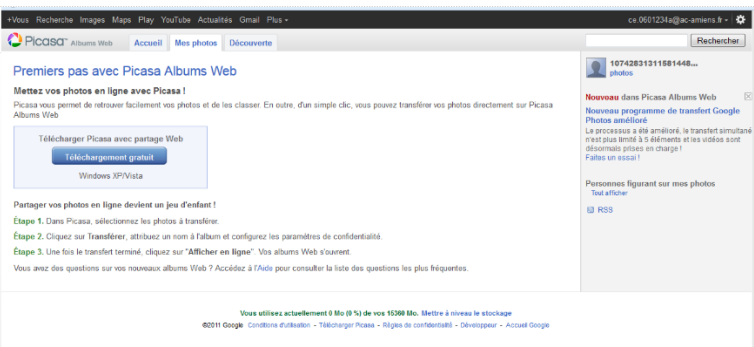 +Vous Recherche Images Maps Play YouTube Actualités Gmail Plus
ce.0601234a@ac-amiens.fr
Picasa™ Albums Web
Accueil Mes photos Découverte
Rechercher
Premiers pas avec Picasa Albums Web
Mettez vos photos en ligne avec Picasa !
Picasa vous permet de retrouver facilement vos photos et de les classer. En outre, d'un simple clic, vous pouvez transférer vos photos directement sur Picasa
Albums Web
Télécharger Picasa avec partage Web
Téléchargement gratuit
Windows XP/Vista
Partager vos photos en ligne devient un jeu d'enfant !
Étape 1. Dans Picasa, sélectionnez les photos à transférer.
Étape 2. Cliquez sur Transférer, attribuez un nom à l'album et configurez les paramètres de confidentialité.
Étape 3. Une fois le transfert terminé, cliquez sur "Afficher en ligne". Vos albums Web s'ouvrent.
Vous avez des questions sur vos nouveaux albums Web ? Accédez à l'Aide pour consulter la liste des questions les plus fréquentes.
10742831311581448...
photos
Nouveau dans Picasa Albums Web
Nouveau programme de transfert Google
Photos amélioré
Le processus a été amélioré, le transfert simultané
n'est plus limité à 5 éléments et les vidéos sont
désormais prises en charge !
Faites un essai !
Personnes figurant sur mes photos
Tout afficher
RSS
Vous utilisez actuellement 0 Mo (0 %) de vos 15360 Mo. Mettre à niveau le stockage
©2011 Google Conditions d'utilisation - Télécharger Picasa - Règles de confidentialité - Développeur - Accueil Google